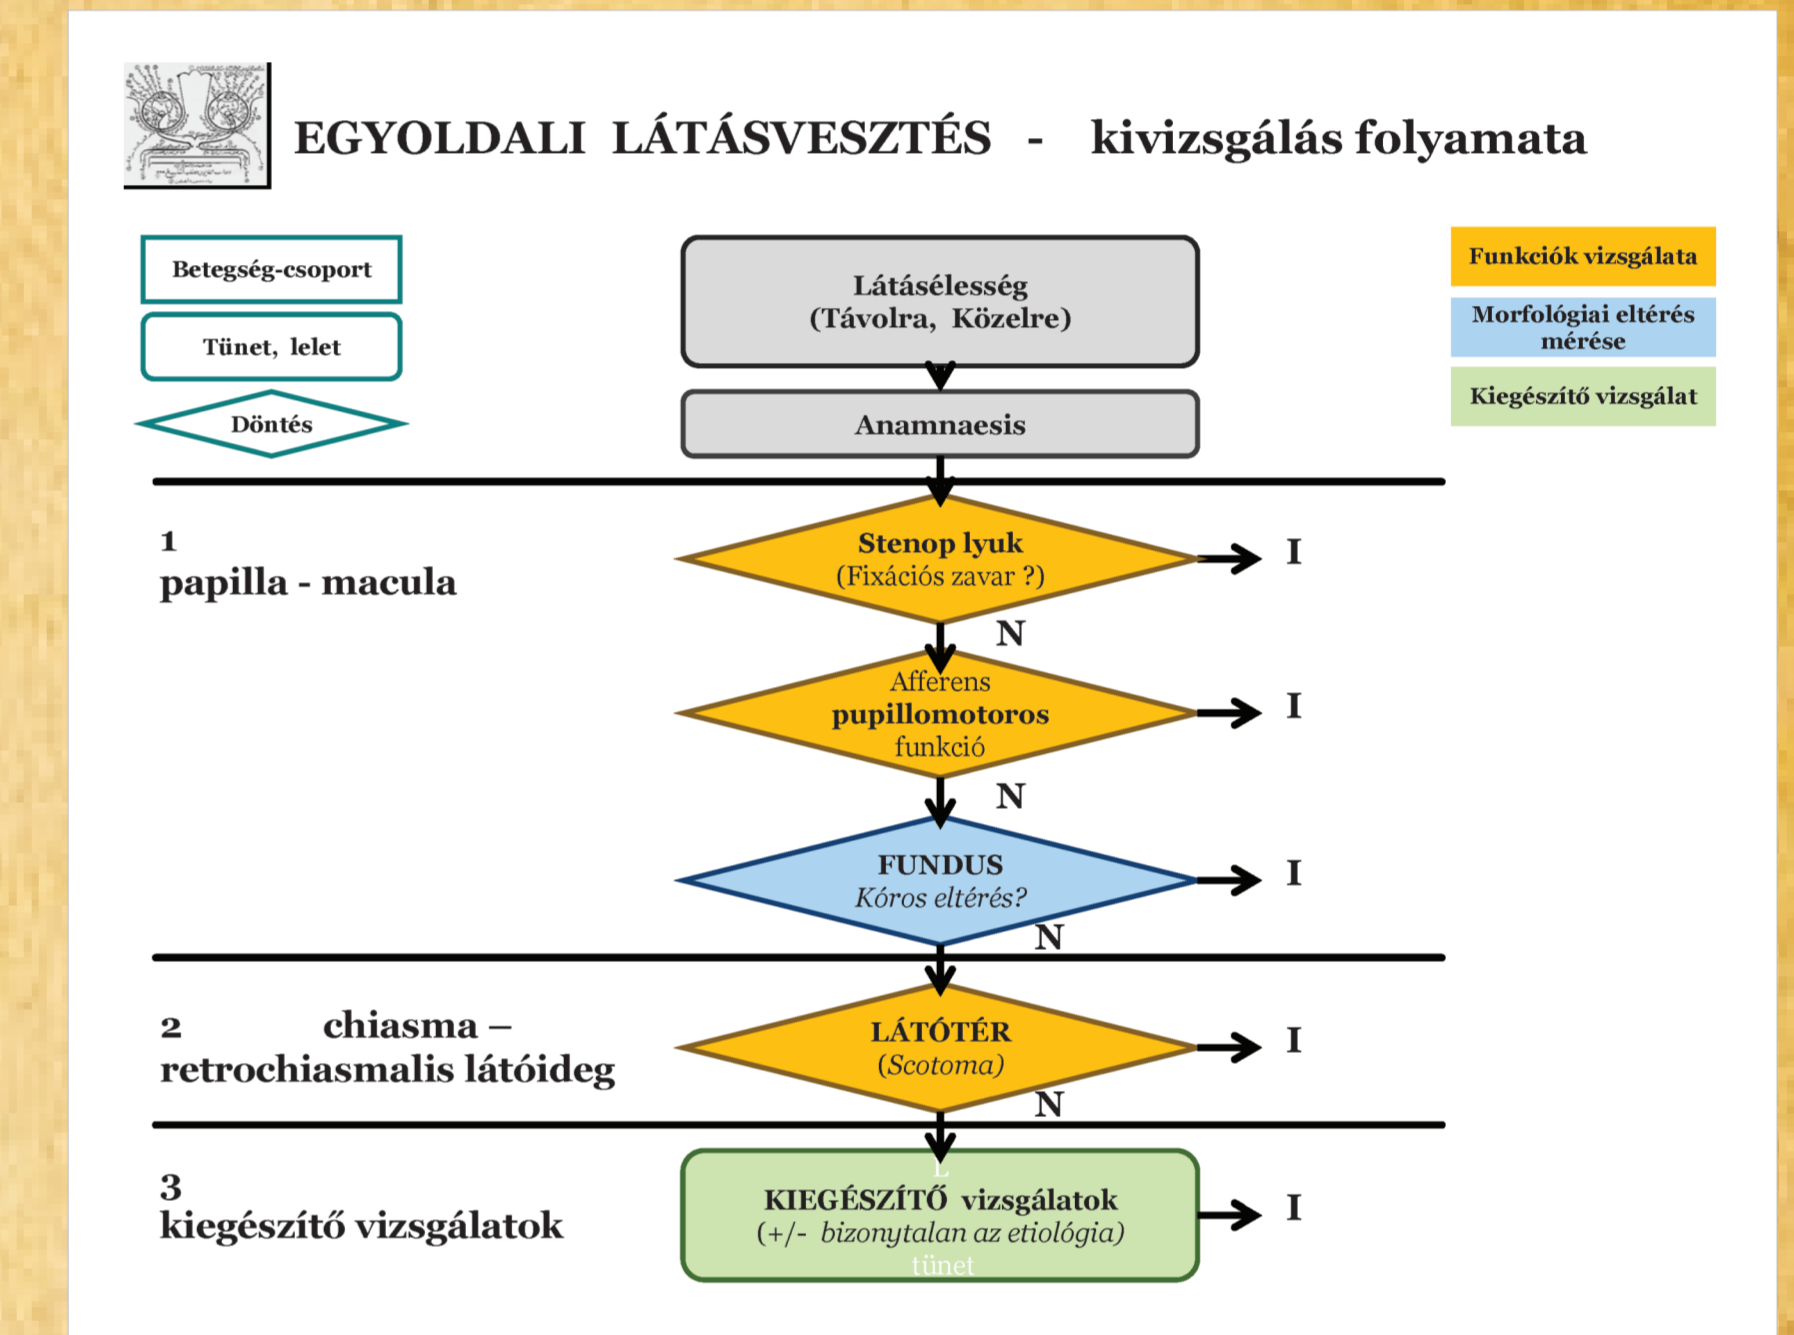 EGYOLDALI LÁTÁSVESZTÉS - kivizsgálás folyamata
Betegség-csoport
Tünet, lelet
Döntés
Látásélesség
(Távolra, Közelre)
Anamnaesis
Funkciók vizsgálata
Morfológiai eltérés
mérése
Kiegészítő vizsgálat
1
papilla - macula
Stenop lyuk
(Fixációs zavar ?)
I
N
Afferens
pupillomotoros
funkció
I
N
FUNDUS
Kóros eltérés?
I
N
2 chiasma –
retrochiasmalis látóideg
LÁTÓTÉR
(Scotoma)
I
N
3
kiegészítő vizsgálatok
L
KIEGÉSZÍTŐ vizsgálatok
(+/- bizonytalan az etiológia)
tünet
I